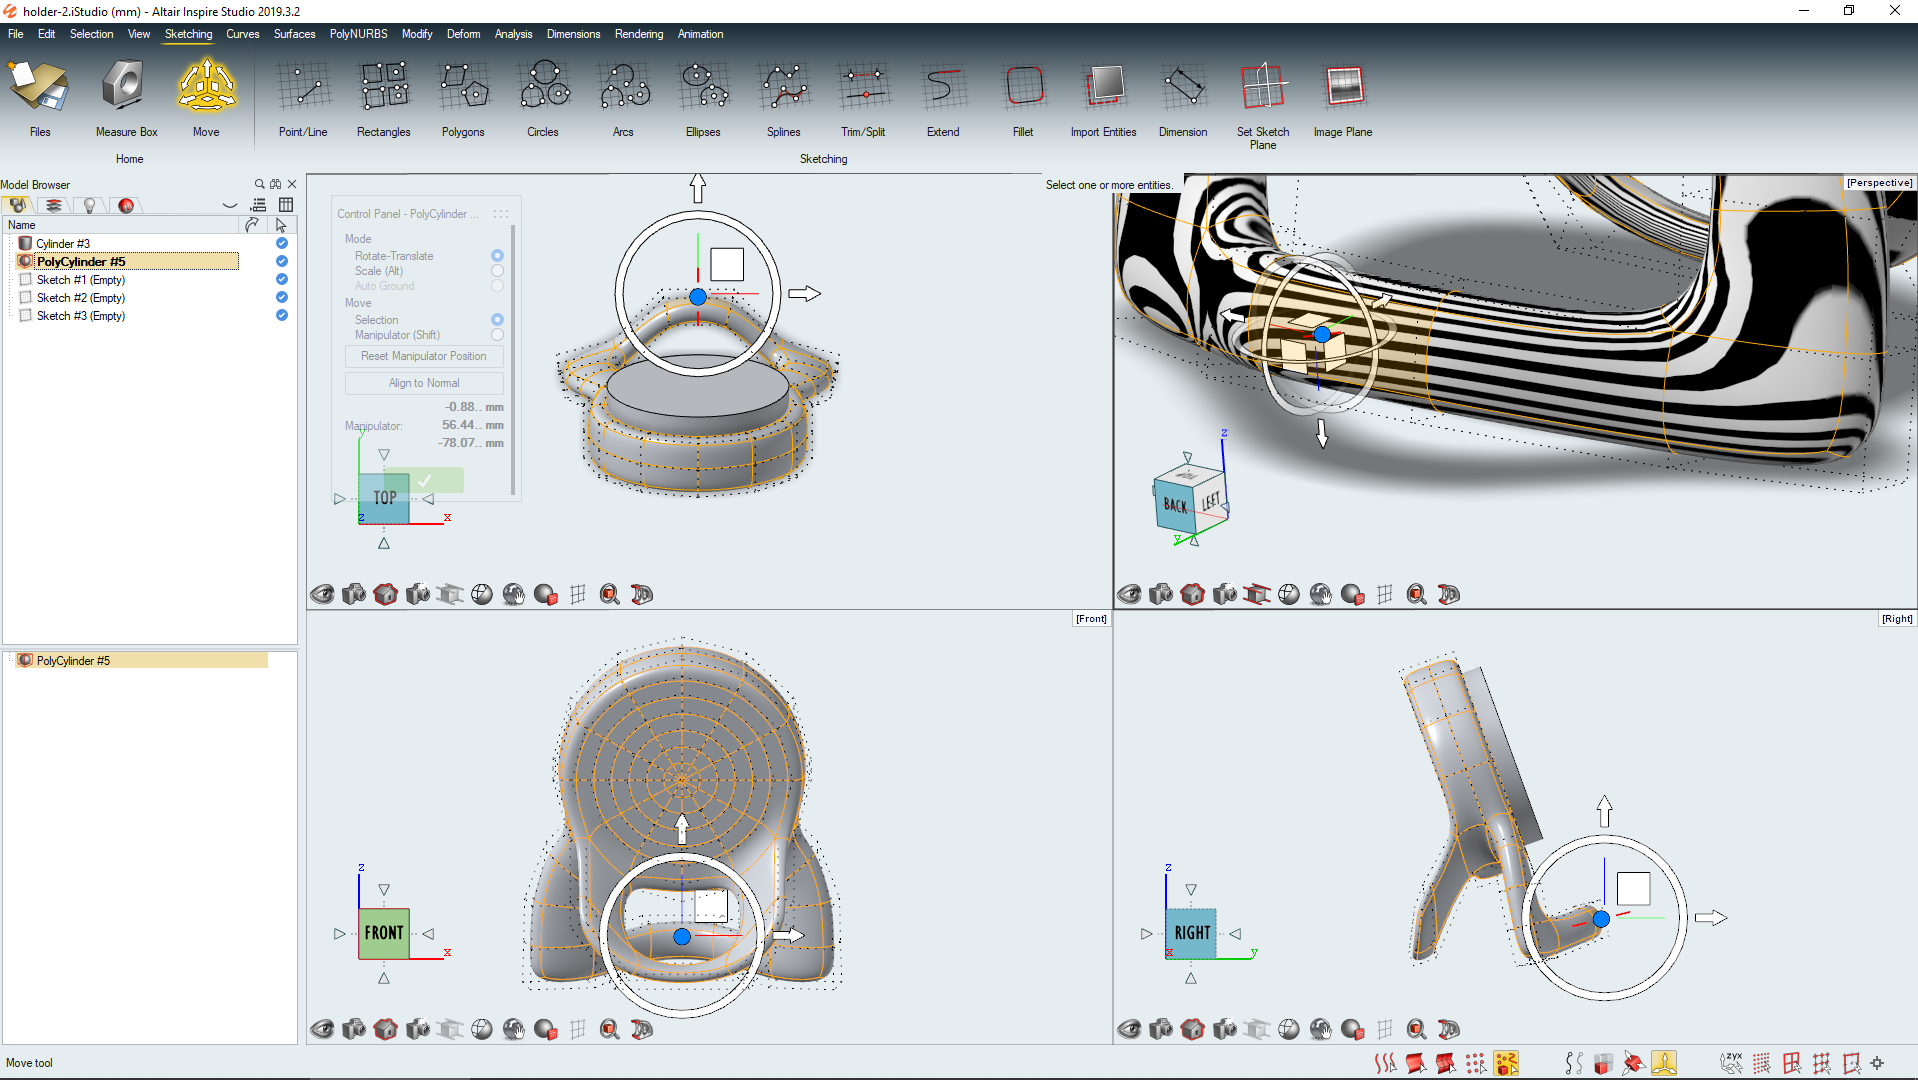 holder-2.iStudio (mm) - Altair Inspire Studio 2019.3.2
File Edit Selection View Sketching Curves Surfaces PolyNURBS Modify Deform Analysis Dimensions Rendering Animation
Files Measure Box Move Point/Line Rectangles Polygons Circles Arcs Ellipses Splines Trim/Split Extend Fillet Import Entities Dimension Set Sketch Plane Image Plane
Home Sketching
Model Browser
Name
Cylinder #3
PolyCylinder #5
Sketch #1 (Empty)
Sketch #2 (Empty)
Sketch #3 (Empty)
PolyCylinder #5
Control Panel - PolyCylinder ...
Mode
Rotate-Translate
Scale (Alt)
Auto Ground
Move
Selection
Manipulator (Shift)
Reset Manipulator Position
Align to Normal
-0.88.. mm
Manipulator: 56.44.. mm
-78.07.. mm
Y
TOP
Z X
Select one or more entities.
[Perspective]
Z
TOP
BACK LEFT
Y
[Front]
Z
FRONT
X
[Right]
Z
RIGHT
X Y
Move tool
zyx